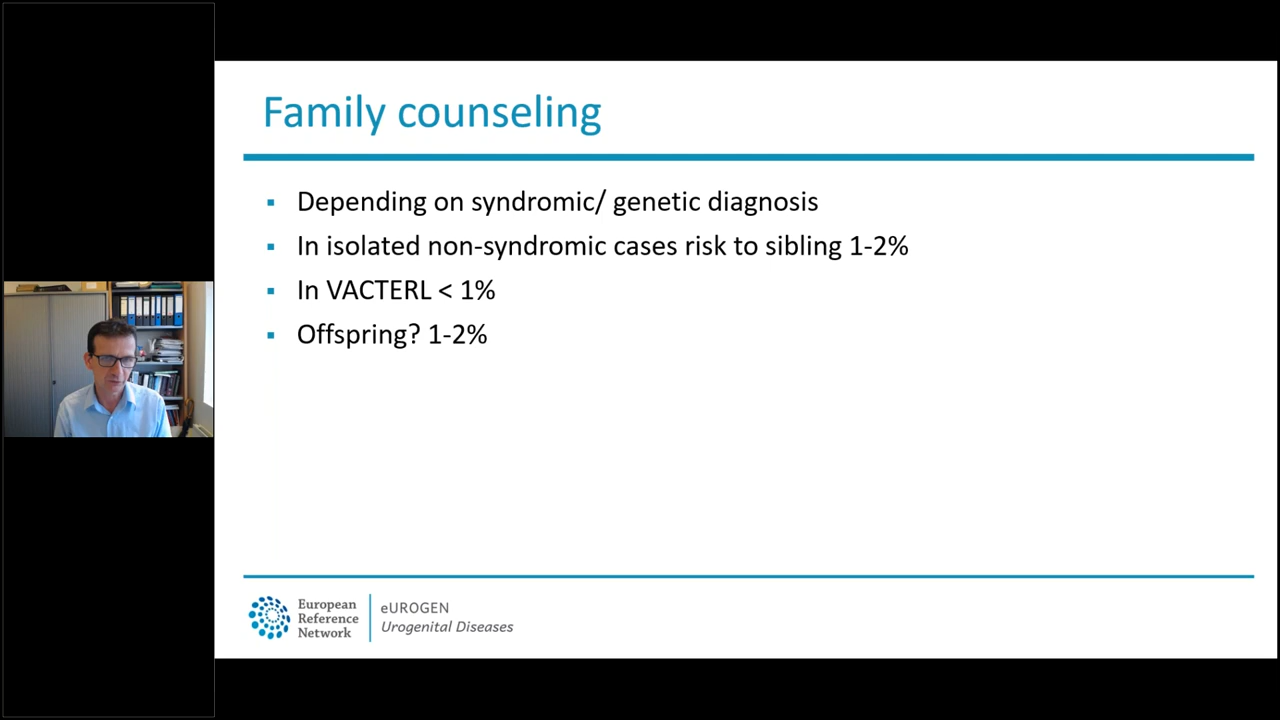 Family counseling
Depending on syndromic/ genetic diagnosis
In isolated non-syndromic cases risk to sibling 1-2%
In VACTERL < 1%
Offspring? 1-2%
European
Reference
Network
eUROGEN
Urogenital Diseases